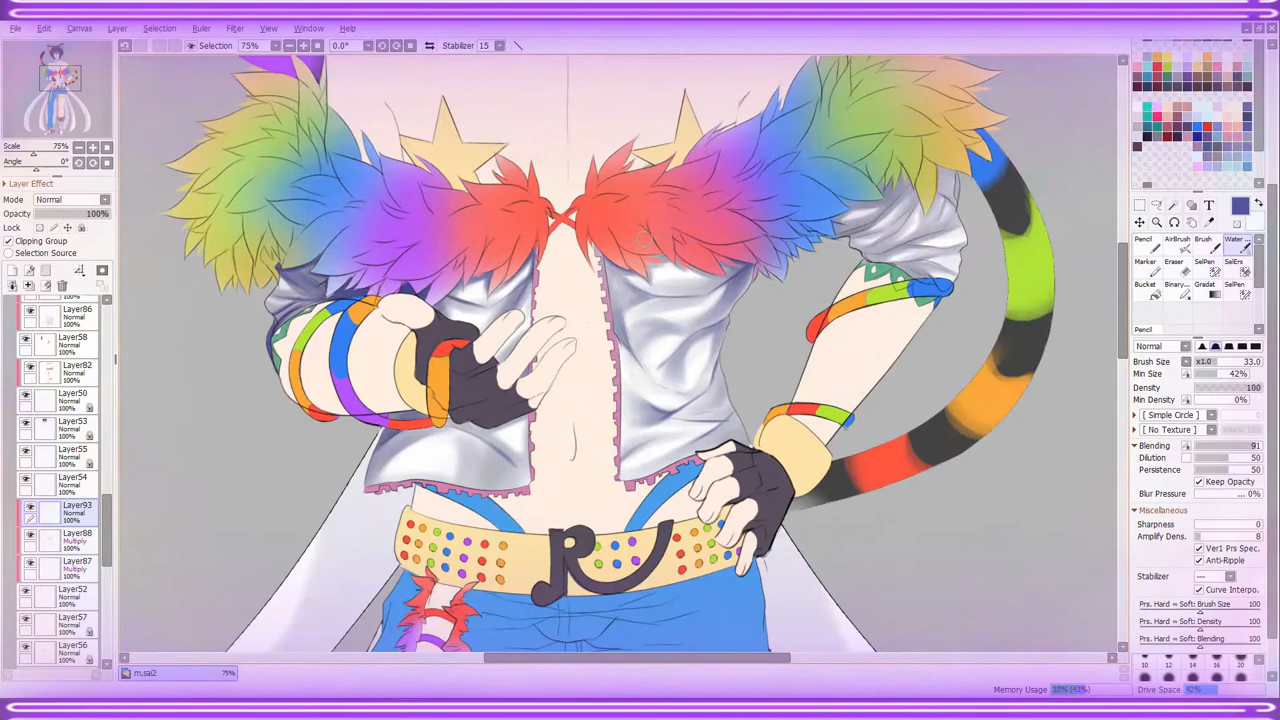 File Edit Canvas Layer Selection Ruler Filter View Window Help
Selection 75% 0.0° Stabilizer 15
Scale
75%
Angle
0°
Layer Effect
Mode Normal
Opacity 100%
Lock
Clipping Group
Selection Source
Layer86
Normal
100%
Layer58
Normal
100%
Layer82
Normal
100%
Layer50
Normal
100%
Layer53
Normal
100%
Layer55
Normal
100%
Layer54
Normal
100%
Layer93
Normal
100%
Layer88
Multiply
100%
Layer87
Multiply
100%
Layer52
Normal
100%
Layer57
Normal
100%
Layer56
Normal
100%
R
T
Pencil AirBrush Brush Water ...
Marker Eraser SelPen SelErs
Bucket Binary... Gradat SelPen
Pencil
Normal
Brush Size x1.0 33.0
Min Size 42%
Density 100
Min Density 0%
[ Simple Circle ]
[ No Texture ]
Blending 91
Dilution 50
Persistence 50
Keep Opacity
Blur Pressure ... 0%
Miscellaneous
Sharpness 0
Amplify Dens. 8
Ver1 Prs Spec.
Anti-Ripple
Stabilizer ---
Curve Interpo.
Prs. Hard ⇔ Soft: Brush Size 100
Prs. Hard ⇔ Soft: Density 100
Prs. Hard ⇔ Soft: Blending 100
10 12 14 16 20
m.sai2 75%
Memory Usage 33% (43%) Drive Space 42%